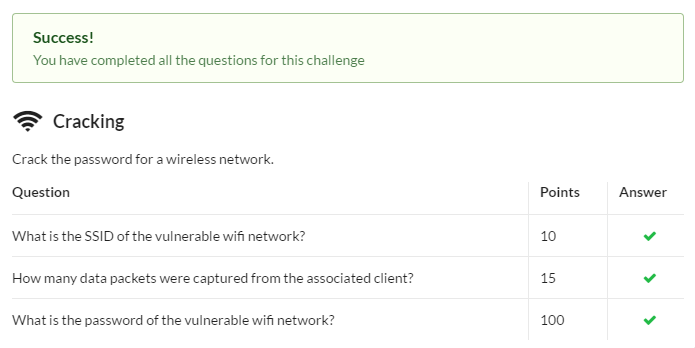 Success!
You have completed all the questions for this challenge
Cracking
Crack the password for a wireless network.
Question Points Answer
What is the SSID of the vulnerable wifi network? 10
How many data packets were captured from the associated client? 15
What is the password of the vulnerable wifi network? 100